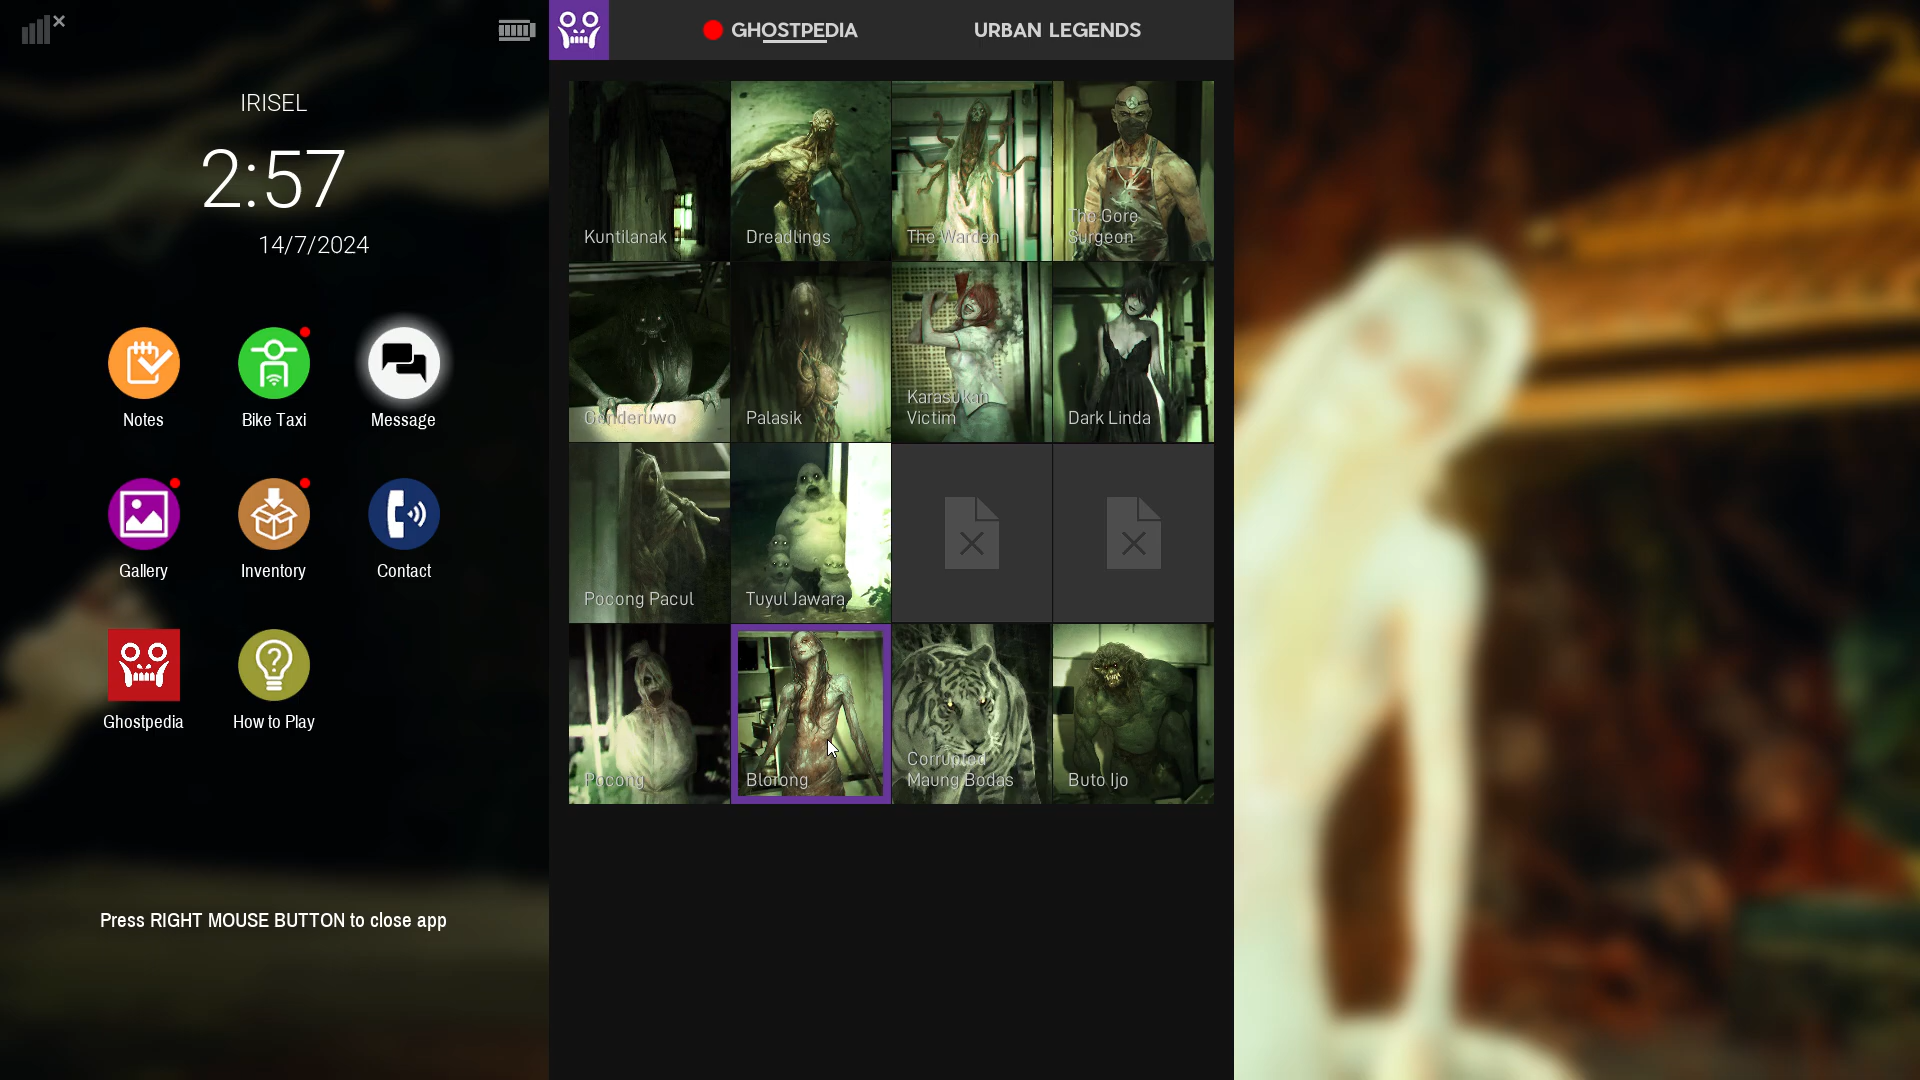 IRISEL
2:57
14/7/2024
Notes
Bike Taxi
Message
Gallery
Inventory
Contact
Ghostpedia
How to Play
Press RIGHT MOUSE BUTTON to close app
GHOSTPEDIA
URBAN LEGENDS
Kuntilanak
Dreadlings
The Warden
The Gore
Surgeon
Genderuwo
Palasik
Karasukan
Victim
Dark Linda
Pocong Pacul
Tuyul Jawara
Pocong
Blorong
Corrupted
Maung Bodas
Buto Ijo